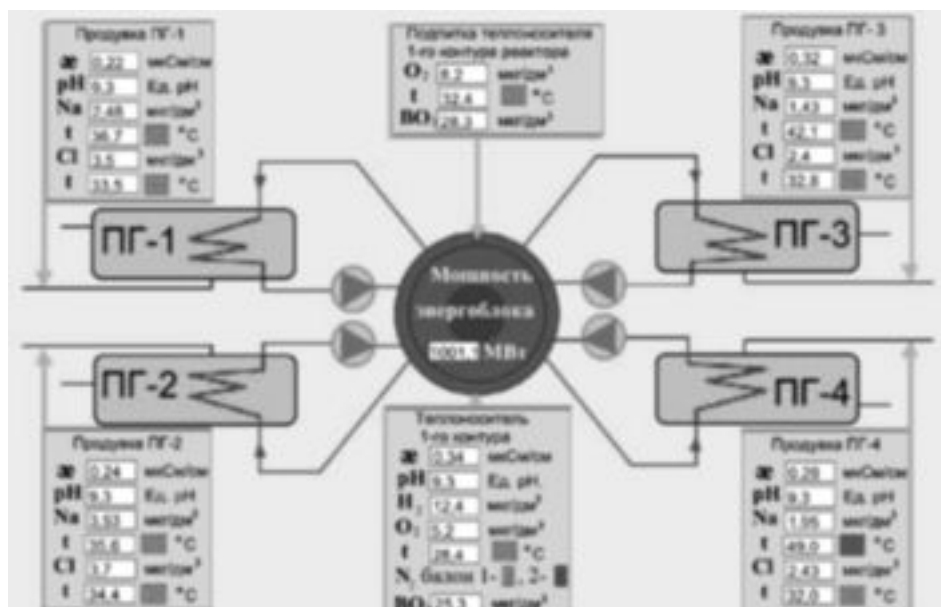 Продувка ПГ-1
æ 0,22 мкСм/см
pH 9,3 Ед. pH
Na 2,48 мкг/дм³
t 36,7 °C
Cl 3,5 мкг/дм³
t 33,5 °C
Подпитка теплоносителя
1-го контура реактора
O₂ 8,2 мкг/дм³
t 32,4 °C
BO 28,3 мкг/дм³
Продувка ПГ-3
æ 0,32 мкСм/см
pH 9,3 Ед. pH
Na 1,43 мкг/дм³
t 42,1 °C
Cl 2,4 мкг/дм³
t 32,8 °C
ПГ-1
ПГ-3
Мощность
энергоблока
1001,1 МВт
ПГ-2
ПГ-4
Продувка ПГ-2
æ 0,24 мкСм/см
pH 9,3 Ед. pH
Na 3,53 мкг/дм³
t 35,6 °C
Cl 3,7 мкг/дм³
t 34,4 °C
Теплоноситель
1-го контура
æ 0,34 мкСм/см
pH 9,3 Ед. pH
H₂ 12,4 мкг/дм³
O₂ 5,2 мкг/дм³
t 28,4 °C
N, балон 1- , 2-
BO 25,3 мкг/дм³
Продувка ПГ-4
æ 0,28 мкСм/см
pH 9,3 Ед. pH
Na 1,95 мкг/дм³
t 49,0 °C
Cl 2,43 мкг/дм³
t 32,0 °C